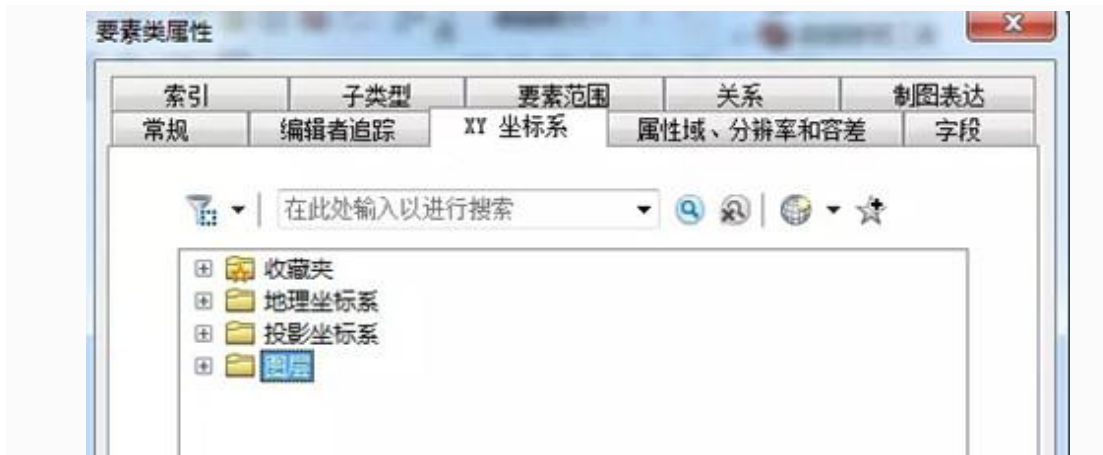 要素类属性
索引 子类型 要素范围 关系 制图表达
常规 编辑者追踪 XY 坐标系 属性域、分辨率和容差 字段
在此处输入以进行搜索
收藏夹
地理坐标系
投影坐标系
图层